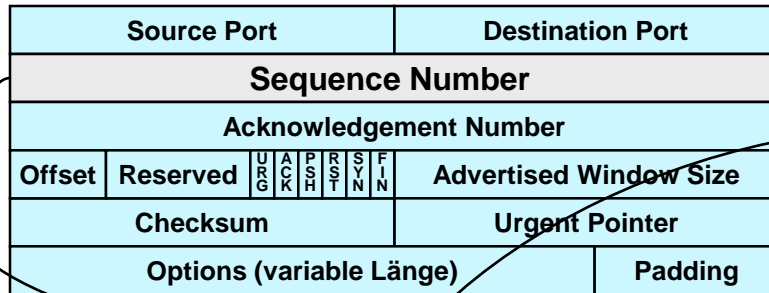 Source Port Destination Port
Sequence Number
Acknowledgement Number
Offset Reserved URG ACK PSH RST SYN FIN Advertised Window Size
Checksum Urgent Pointer
Options (variable Länge) Padding